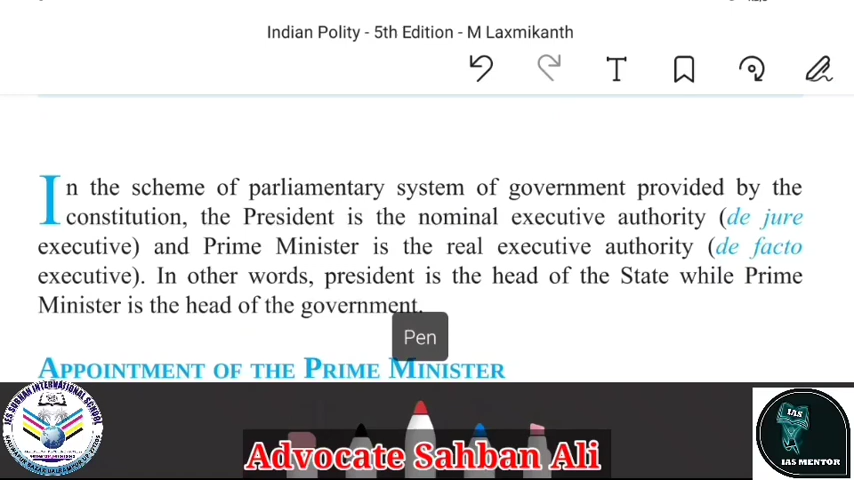 Indian Polity - 5th Edition - M Laxmikanth
T
In the scheme of parliamentary system of government provided by the
constitution, the President is the nominal executive authority (de jure
executive) and Prime Minister is the real executive authority (de facto
executive). In other words, president is the head of the State while Prime
Minister is the head of the government.
Pen
APPOINTMENT OF THE PRIME MINISTER
Advocate Sahban Ali
IAS
IAS MENTOR